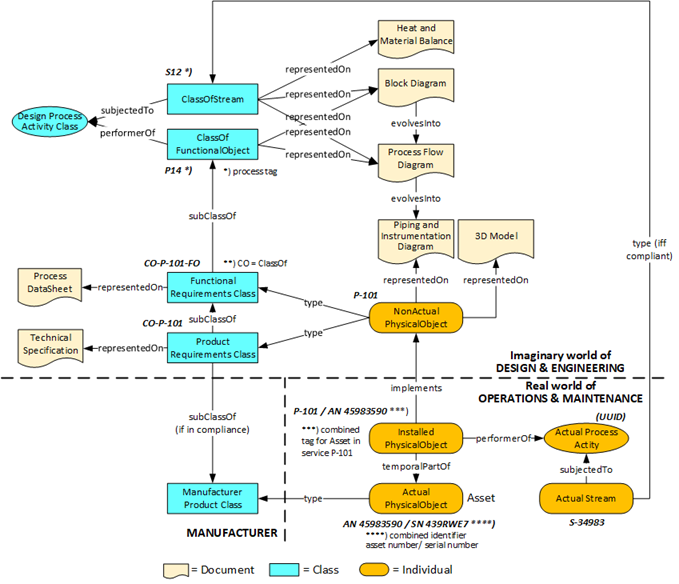 Heat and
Material Balance
representedOn
S12 *)
ClassOfStream
representedOn
Block Diagram
subjectedTo
Design Process
Activity Class
performerOf
representedOn
evolvesInto
ClassOf
FunctionalObject
representedOn
representedOn
Process Flow
Diagram
P14 *)
*) process tag
evolvesInto
subClassOf
Piping and
Instrumentation
Diagram
3D Model
type (iff
compliant)
CO-P-101-FO
**) CO = ClassOf
Process
DataSheet
representedOn
Functional
Requirements Class
type
P-101
representedOn
representedOn
CO-P-101
subClassOf
NonActual
PhysicalObject
type
Technical
Specification
representedOn
Product
Requirements Class
Imaginary world of
DESIGN & ENGINEERING
Real world of
OPERATIONS & MAINTENANCE
implements
subClassOf
(if in compliance)
P-101 / AN 45983590 ***)
(UUID)
***) combined
tag for Asset in
service P-101
Installed
PhysicalObject
performerOf
Actual Process
Actity
temporalPartOf
subjectedTo
Manufacturer
Product Class
type
Actual
PhysicalObject
Asset
Actual Stream
MANUFACTURER
AN 45983590 / SN 439RWE7 ****)
S-34983
****) combined identifier
asset number/ serial number
= Document
= Class
= Individual